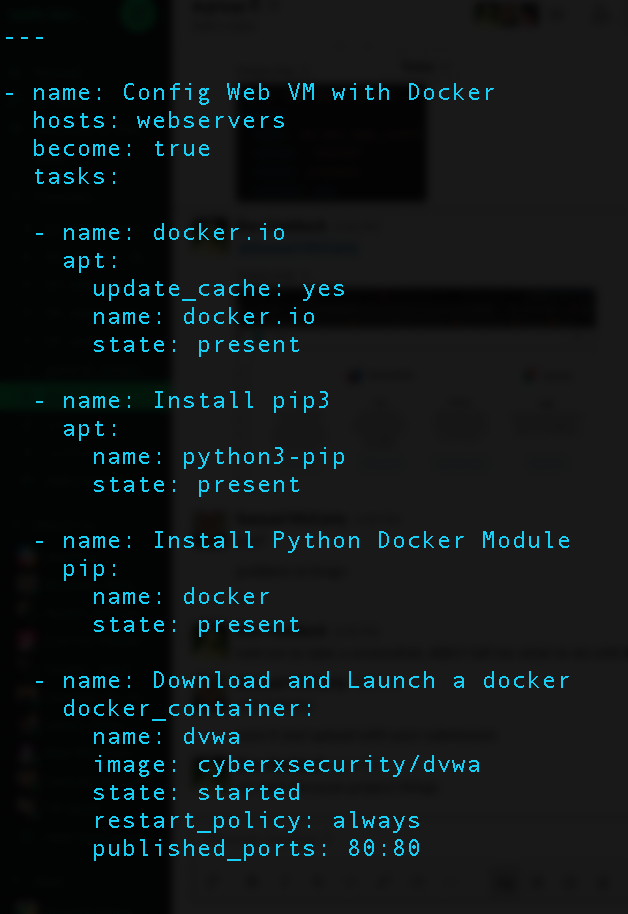 ---
- name: Config Web VM with Docker
  hosts: webservers
  become: true
  tasks:
  - name: docker.io
    apt:
      update_cache: yes
      name: docker.io
      state: present
  - name: Install pip3
    apt:
      name: python3-pip
      state: present
  - name: Install Python Docker Module
    pip:
      name: docker
      state: present
  - name: Download and Launch a docker
    docker_container:
      name: dvwa
      image: cyberxsecurity/dvwa
      state: started
      restart_policy: always
      published_ports: 80:80